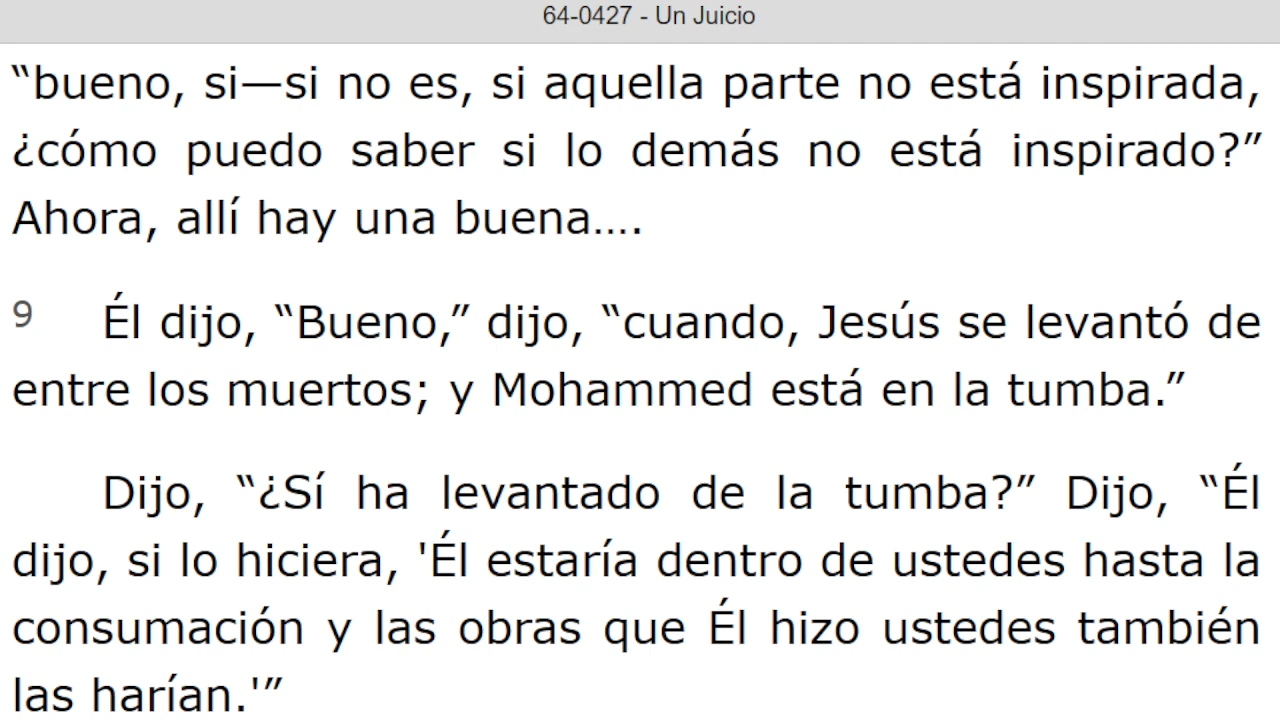 64-0427 - Un Juicio
“bueno, si—si no es, si aquella parte no está inspirada,
¿cómo puedo saber si lo demás no está inspirado?”
Ahora, allí hay una buena….
9 Él dijo, “Bueno,” dijo, “cuando, Jesús se levantó de
entre los muertos; y Mohammed está en la tumba.”
Dijo, “¿Sí ha levantado de la tumba?” Dijo, “Él
dijo, si lo hiciera, 'Él estaría dentro de ustedes hasta la
consumación y las obras que Él hizo ustedes también
las harían.'”